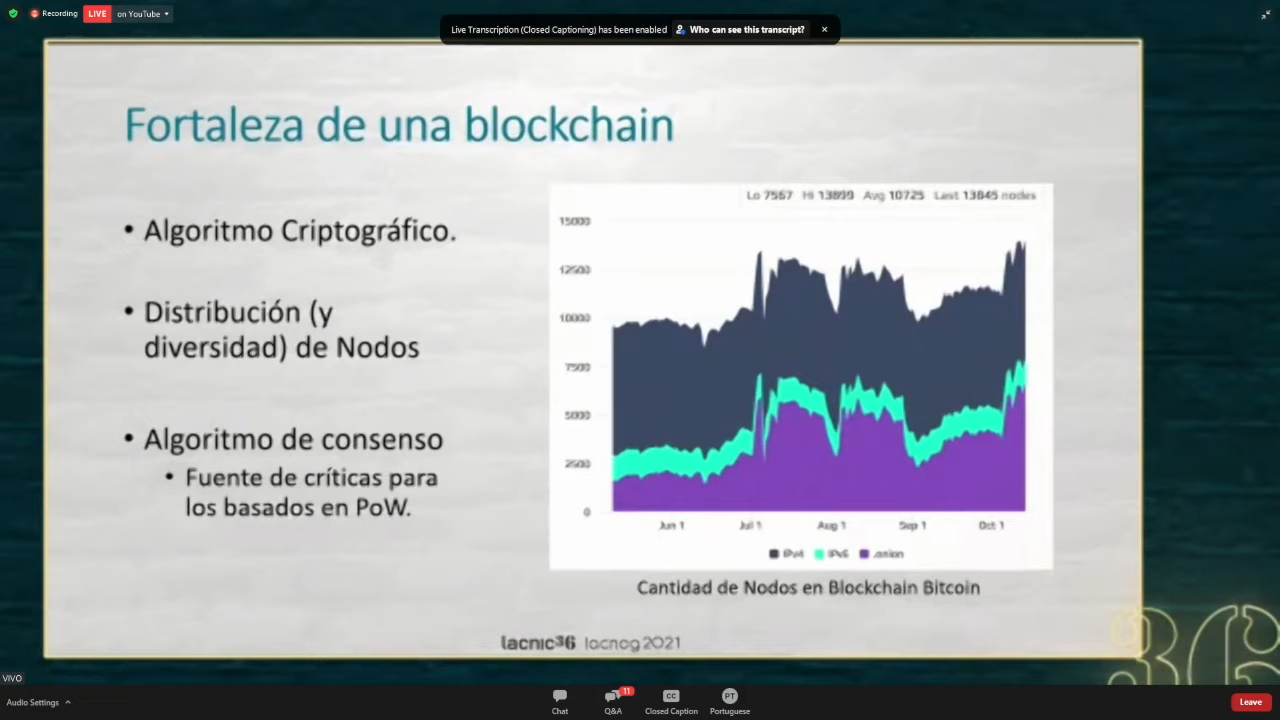 Recording LIVE on YouTube
Live Transcription (Closed Captioning) has been enabled Who can see this transcript? ×
Fortaleza de una blockchain
• Algoritmo Criptográfico.
• Distribución (y
diversidad) de Nodos
• Algoritmo de consenso
• Fuente de críticas para
los basados en PoW.
Lo 7567 Hi 13899 Avg 10725 Last 13845 nodes
15000
12500
10000
7500
5000
2500
0
Jun 1 Jul 1 Aug 1 Sep 1 Oct 1
IPv4 IPv6 .onion
Cantidad de Nodos en Blockchain Bitcoin
lacnic36 lacnog2021
36
VIVO
Audio Settings
11
CC
PT
Chat Q&A Closed Caption Portuguese
Leave